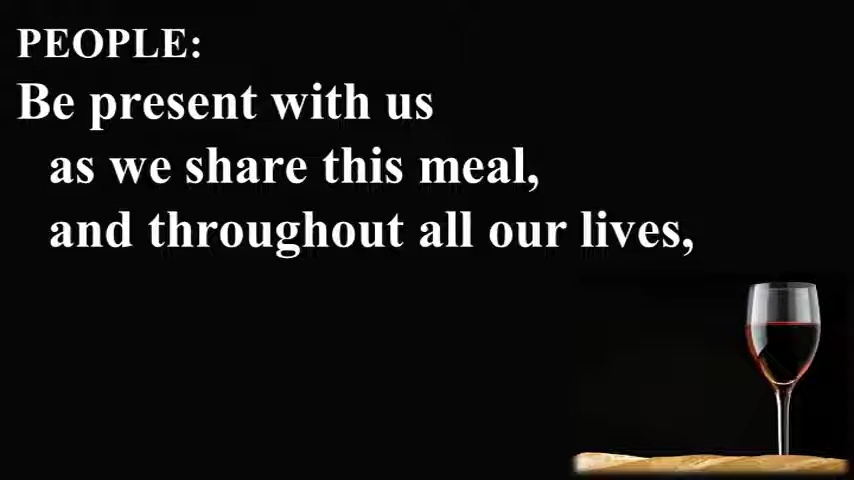 PEOPLE:
Be present with us
as we share this meal,
and throughout all our lives,